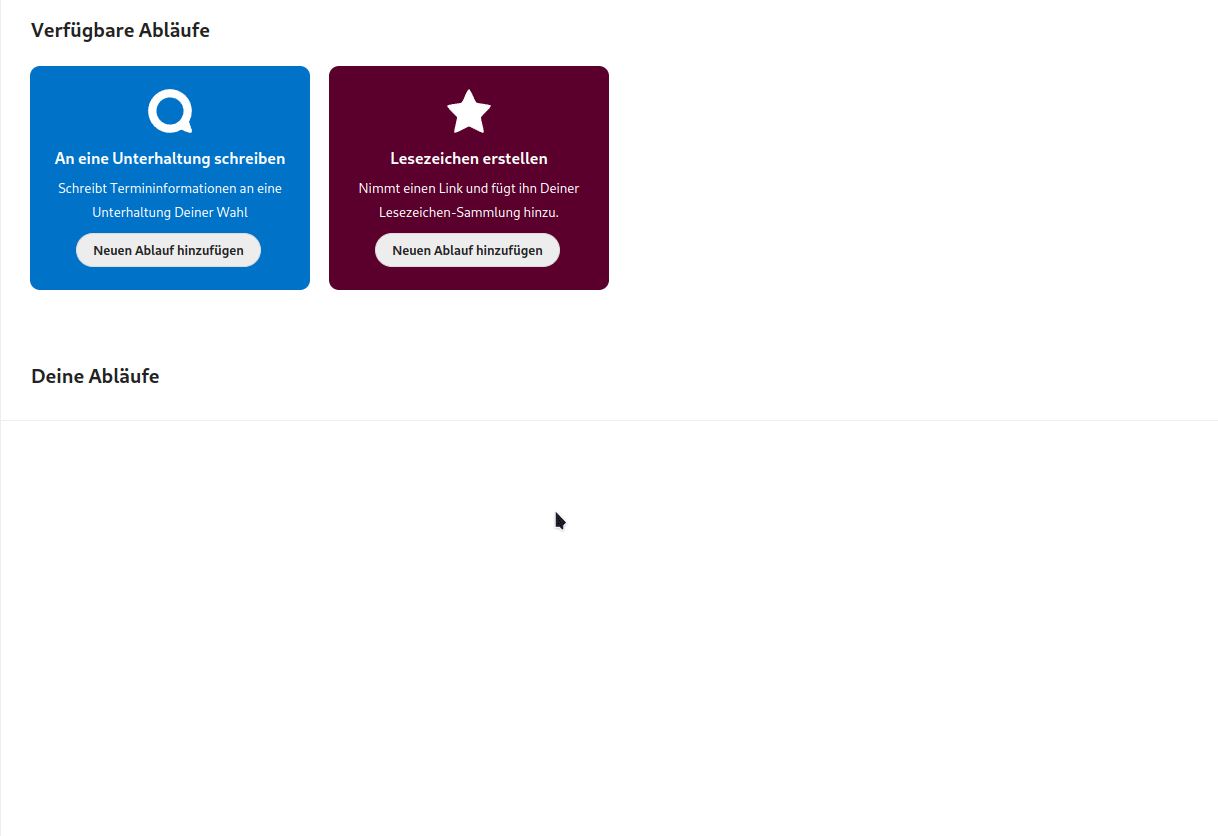 Verfügbare Abläufe
An eine Unterhaltung schreiben
Schreibt Termininformationen an eine
Unterhaltung Deiner Wahl
Neuen Ablauf hinzufügen
Lesezeichen erstellen
Nimmt einen Link und fügt ihn Deiner
Lesezeichen-Sammlung hinzu.
Neuen Ablauf hinzufügen
Deine Abläufe